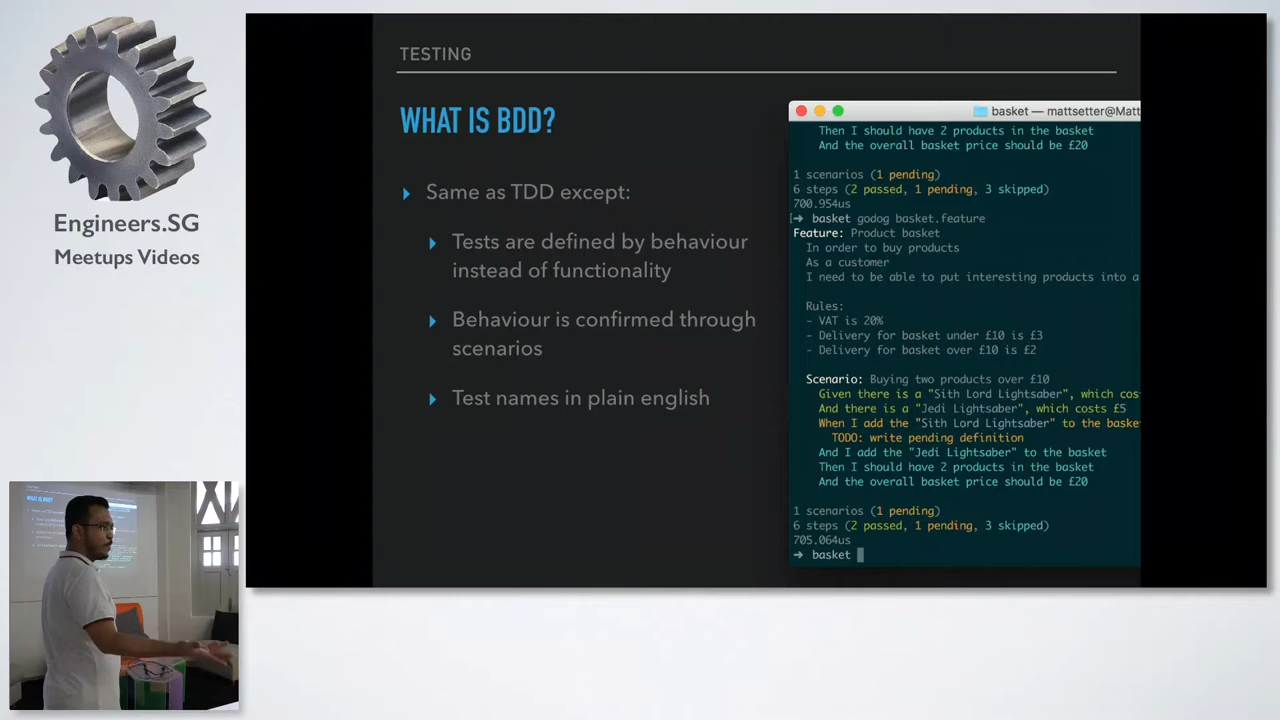 Engineers.SG
Meetups Videos
TESTING
WHAT IS BDD?
Same as TDD except:
Tests are defined by behaviour
instead of functionality
Behaviour is confirmed through
scenarios
Test names in plain english
basket — mattsetter@Matt
Then I should have 2 products in the basket
And the overall basket price should be £20
1 scenarios (1 pending)
6 steps (2 passed, 1 pending, 3 skipped)
700.954us
→ basket godog basket.feature
Feature: Product basket
In order to buy products
As a customer
I need to be able to put interesting products into a
Rules:
- VAT is 20%
- Delivery for basket under £10 is £3
- Delivery for basket over £10 is £2
Scenario: Buying two products over £10
Given there is a "Sith Lord Lightsaber", which cos
And there is a "Jedi Lightsaber", which costs £5
When I add the "Sith Lord Lightsaber" to the baske
TODO: write pending definition
And I add the "Jedi Lightsaber" to the basket
Then I should have 2 products in the basket
And the overall basket price should be £20
1 scenarios (1 pending)
6 steps (2 passed, 1 pending, 3 skipped)
705.064us
→ basket
WHAT IS BDD?